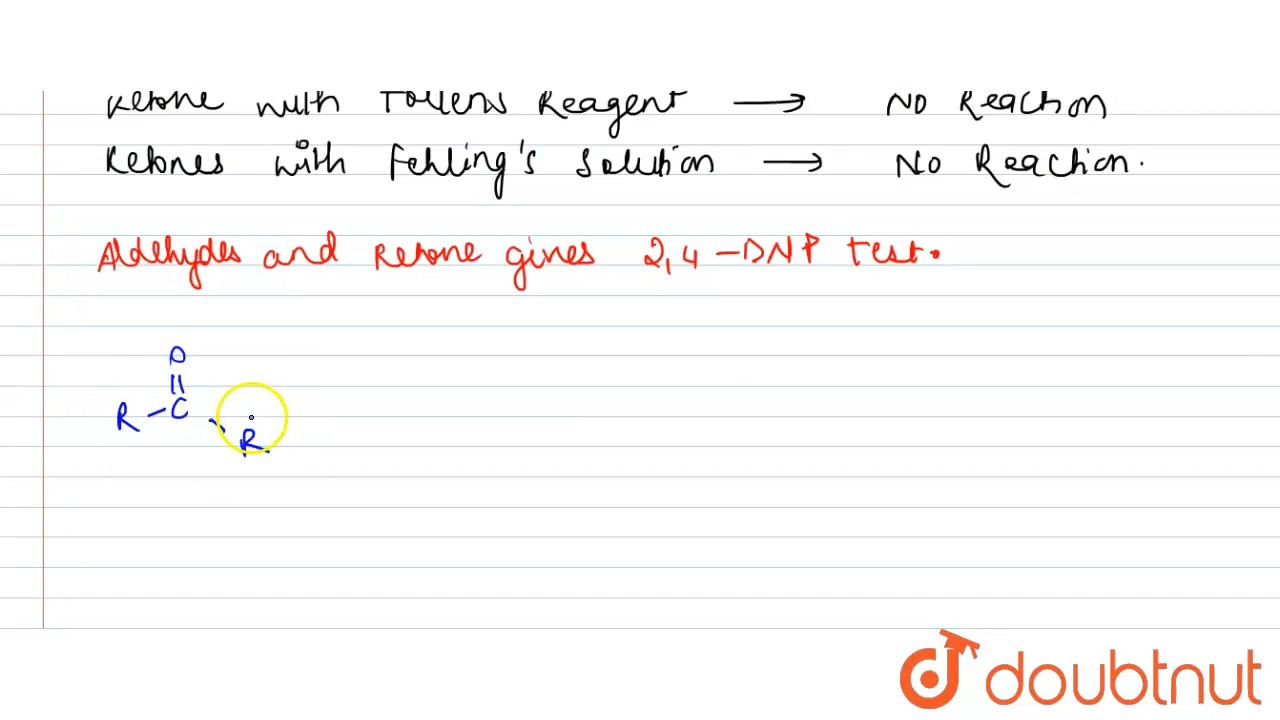 Ketone with Tollens Reagent → No Reaction
Ketones with Fehling's Solution → No Reaction.
Aldehydes and Ketone gines 2,4-DNP test.
O
R - C
R
doubtnut